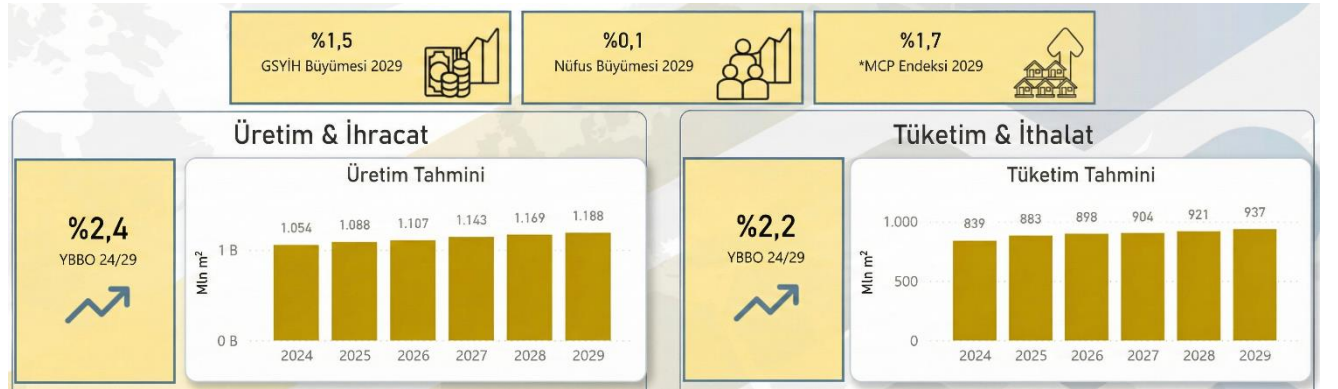 %1,5
GSYİH Büyümesi 2029
%0,1
Nüfus Büyümesi 2029
%1,7
*MCP Endeksi 2029
Üretim & İhracat
%2,4
YBBO 24/29
Üretim Tahmini
Mln m²
1 B
0 B
1.054
1.088
1.107
1.143
1.169
1.188
2024
2025
2026
2027
2028
2029
Tüketim & İthalat
%2,2
YBBO 24/29
Tüketim Tahmini
Mln m²
1.000
500
0
839
883
898
904
921
937
2024
2025
2026
2027
2028
2029